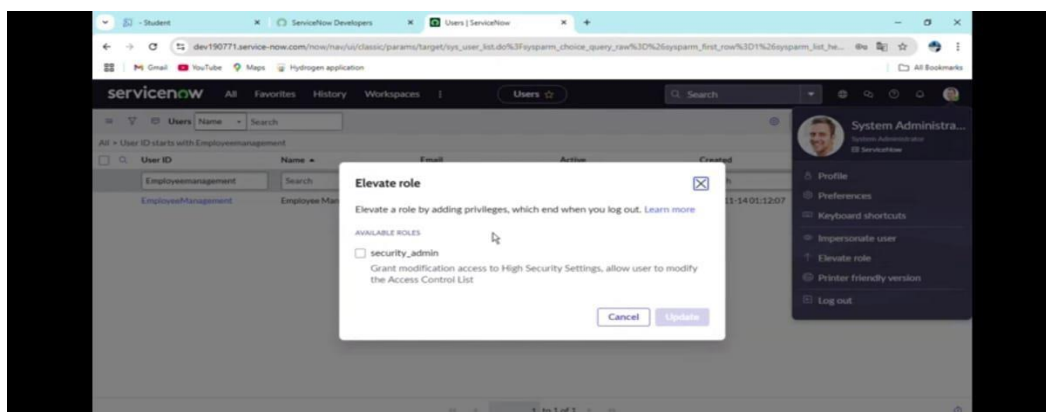 - Student
ServiceNow Developers
Users | ServiceNow
dev190771.service-now.com/now/nav/ui/classic/params/target/sys_user_list.do%3Fsysparm_choice_query_raw%3D%26sysparm_first_row%3D1%26sysparm_list_he...
Gmail
YouTube
Maps
Hydrogen application
All Bookmarks
servicenow
All
Favorites
History
Workspaces
Users
Search
Users
Name
Search
All > User ID starts with Employeemanagement
User ID
Name
Email
Active
Created
Employeemanagement
Search
EmployeeManagement
Employee Man
11-14 01:12:07
Elevate role
Elevate a role by adding privileges, which end when you log out. Learn more
AVAILABLE ROLES
security_admin
Grant modification access to High Security Settings, allow user to modify
the Access Control List
Cancel
Update
System Administra...
System Administrator
ServiceNow
Profile
Preferences
Keyboard shortcuts
Impersonate user
Elevate role
Printer friendly version
Log out
1 to 1 of 1